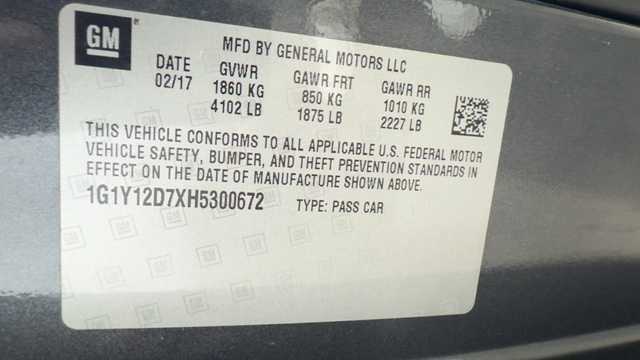 GM
MFD BY GENERAL MOTORS LLC
DATE GVWR GAWR FRT GAWR RR
02/17 1860 KG 850 KG 1010 KG
4102 LB 1875 LB 2227 LB
THIS VEHICLE CONFORMS TO ALL APPLICABLE U.S. FEDERAL MOTOR
VEHICLE SAFETY, BUMPER, AND THEFT PREVENTION STANDARDS IN
EFFECT ON THE DATE OF MANUFACTURE SHOWN ABOVE.
1G1Y12D7XH5300672 TYPE: PASS CAR